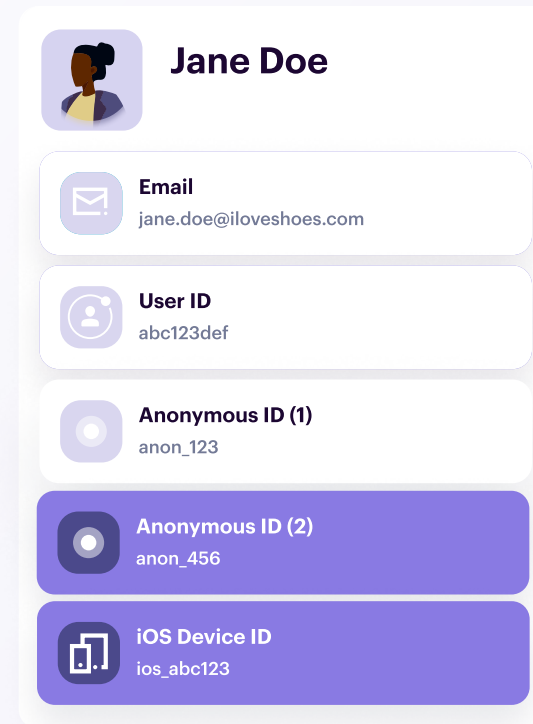 Jane Doe
Email
jane.doe@iloveshoes.com
User ID
abc123def
Anonymous ID (1)
anon_123
Anonymous ID (2)
anon_456
iOS Device ID
ios_abc123